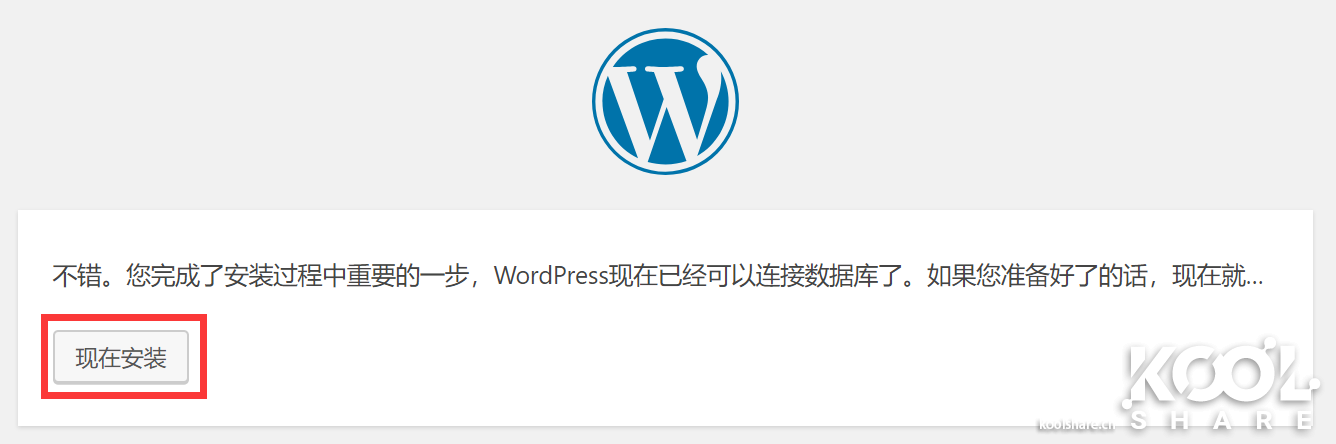 不错。您完成了安装过程中重要的一步，WordPress现在已经可以连接数据库了。如果您准备好了的话，现在就…
现在安装
KOOL
SHARE
koolshare.cn